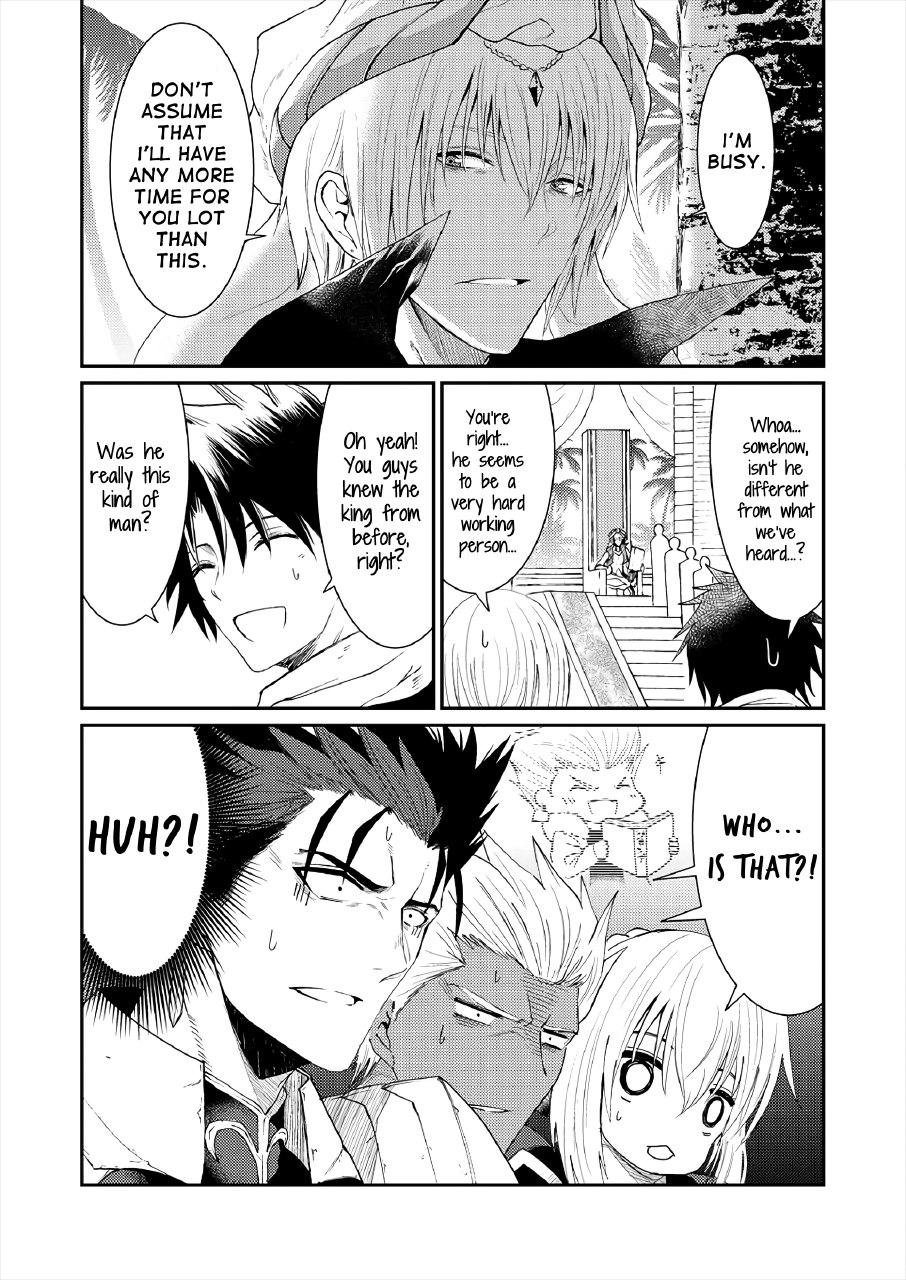 I'M
BUSY.
DON'T
ASSUME
THAT
I'LL HAVE
ANY MORE
TIME FOR
YOU LOT
THAN
THIS.
Whoa...
somehow,
isn't he
different
from what
we've
heard...?
You're
right...
he seems
to be a
very hard
working
person...
Oh yeah!
You guys
knew the
king from
before,
right?
Was he
really this
kind of
man?
WHO...
IS THAT?!
HUH?!